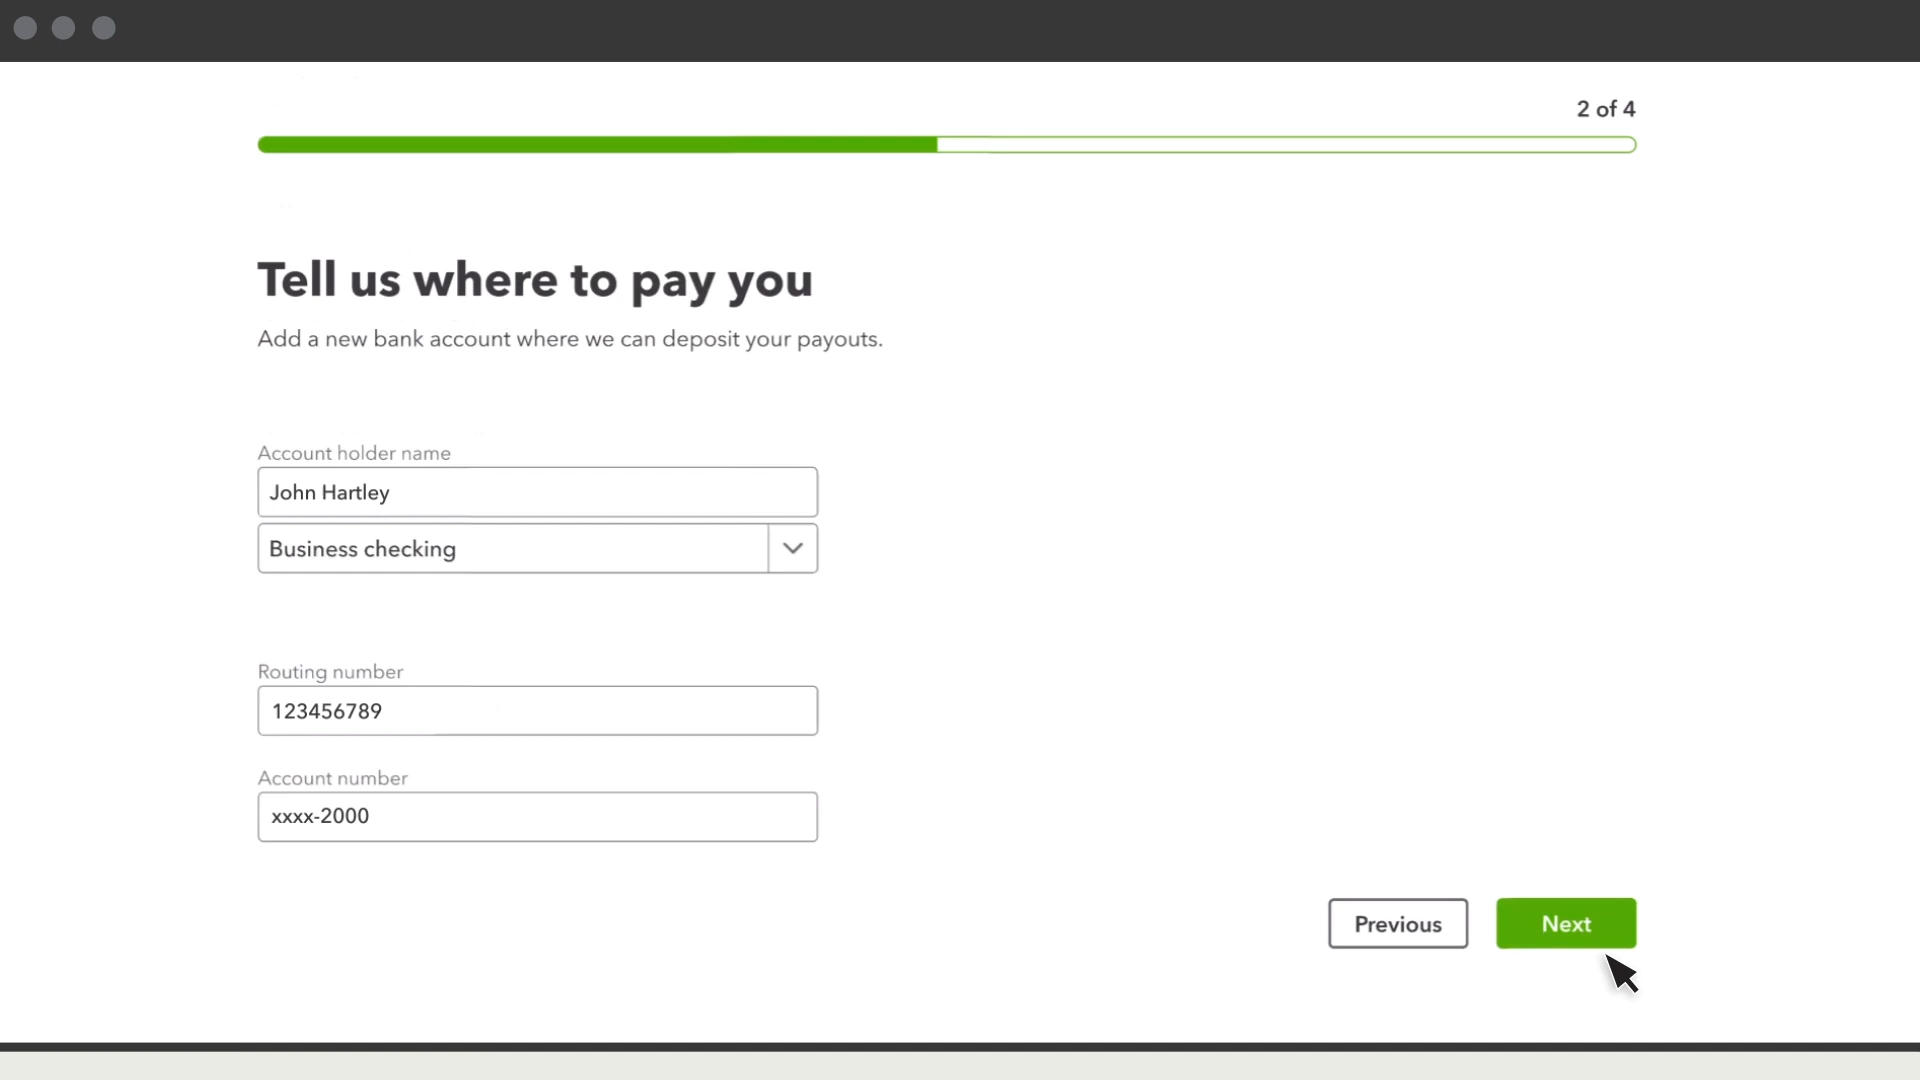 2 of 4
Tell us where to pay you
Add a new bank account where we can deposit your payouts.
Account holder name
John Hartley
Business checking
Routing number
123456789
Account number
xxxx-2000
Previous
Next